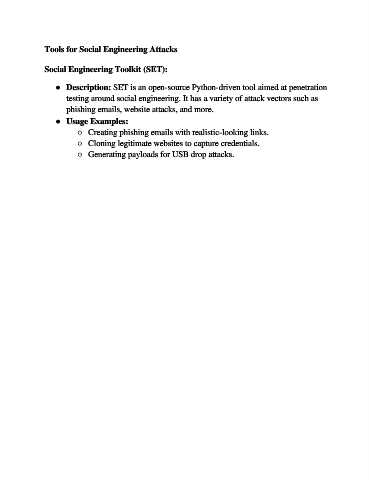 Tools for Social Engineering Attacks
Social Engineering Toolkit (SET):
● Description: SET is an open-source Python-driven tool aimed at penetration
testing around social engineering. It has a variety of attack vectors such as
phishing emails, website attacks, and more.
● Usage Examples:
○ Creating phishing emails with realistic-looking links.
○ Cloning legitimate websites to capture credentials.
○ Generating payloads for USB drop attacks.